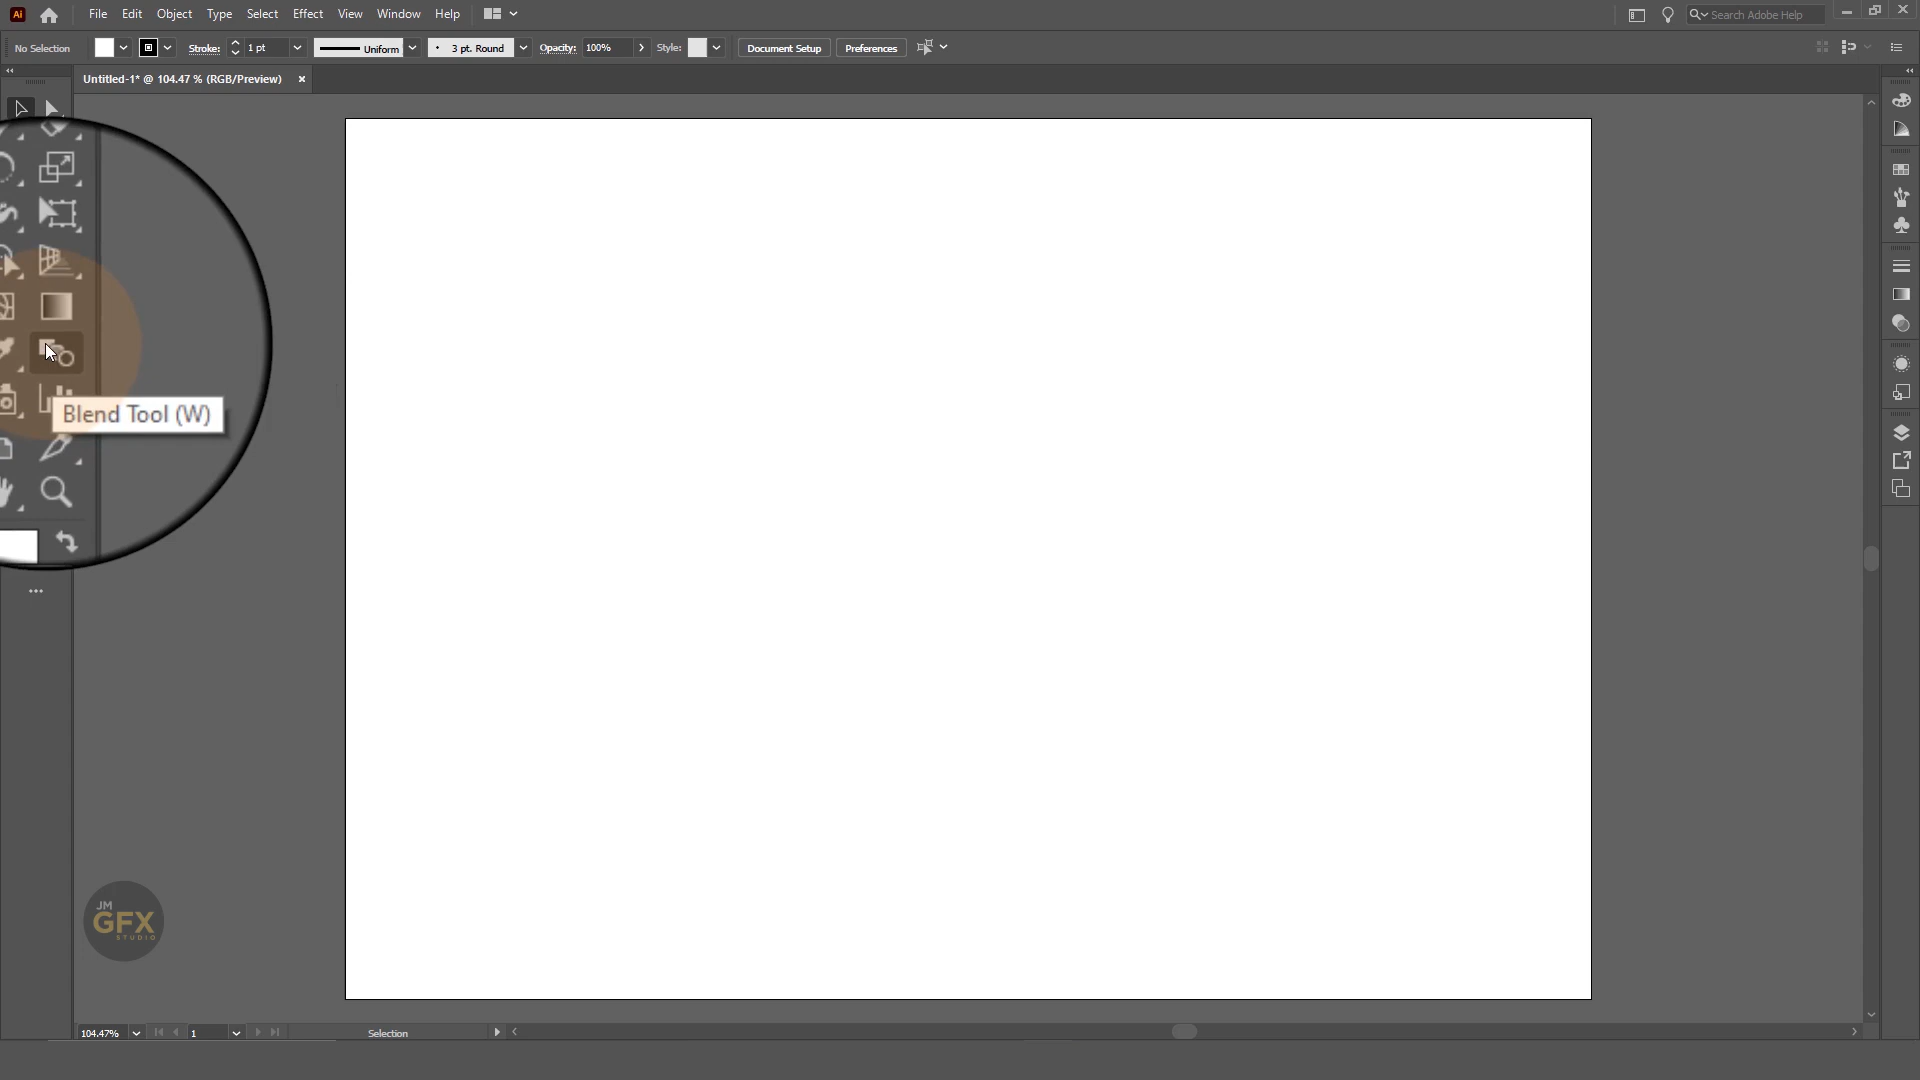 Ai File Edit Object Type Select Effect View Window Help Search Adobe Help
No Selection Stroke: 1 pt Uniform 3 pt. Round Opacity: 100% Style: Document Setup Preferences
Untitled-1* @ 104.47 % (RGB/Preview) ×
Blend Tool (W)
JM
GFX
STUDIO
104.47% 1 Selection